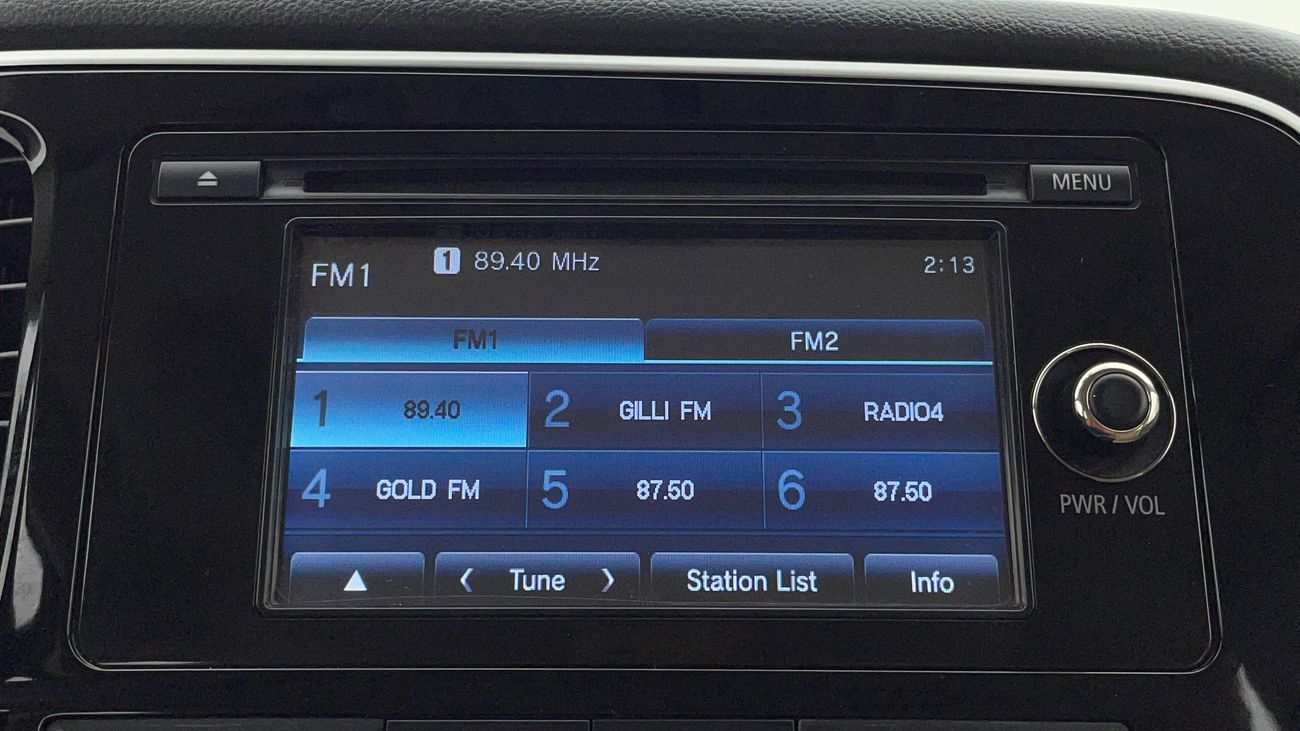 MENU
FM1
1 89.40 MHz
2:13
FM1 FM2
1 89.40 2 GILLI FM 3 RADIO4
4 GOLD FM 5 87.50 6 87.50
Tune Station List Info
PWR / VOL